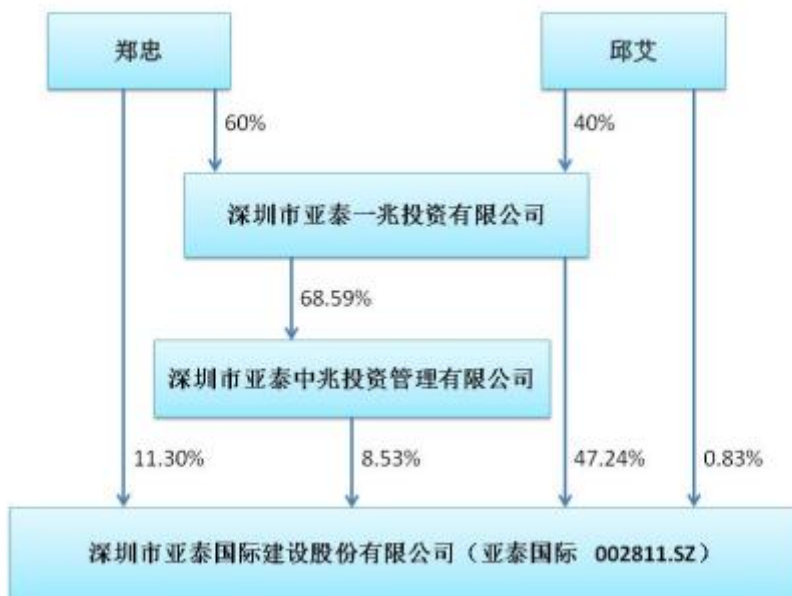 郑忠
邱艾
60%
40%
深圳市亚泰一兆投资有限公司
68.59%
深圳市亚泰中兆投资管理有限公司
11.30%
8.53%
47.24%
0.83%
深圳市亚泰国际建设股份有限公司（亚泰国际 002811.SZ）